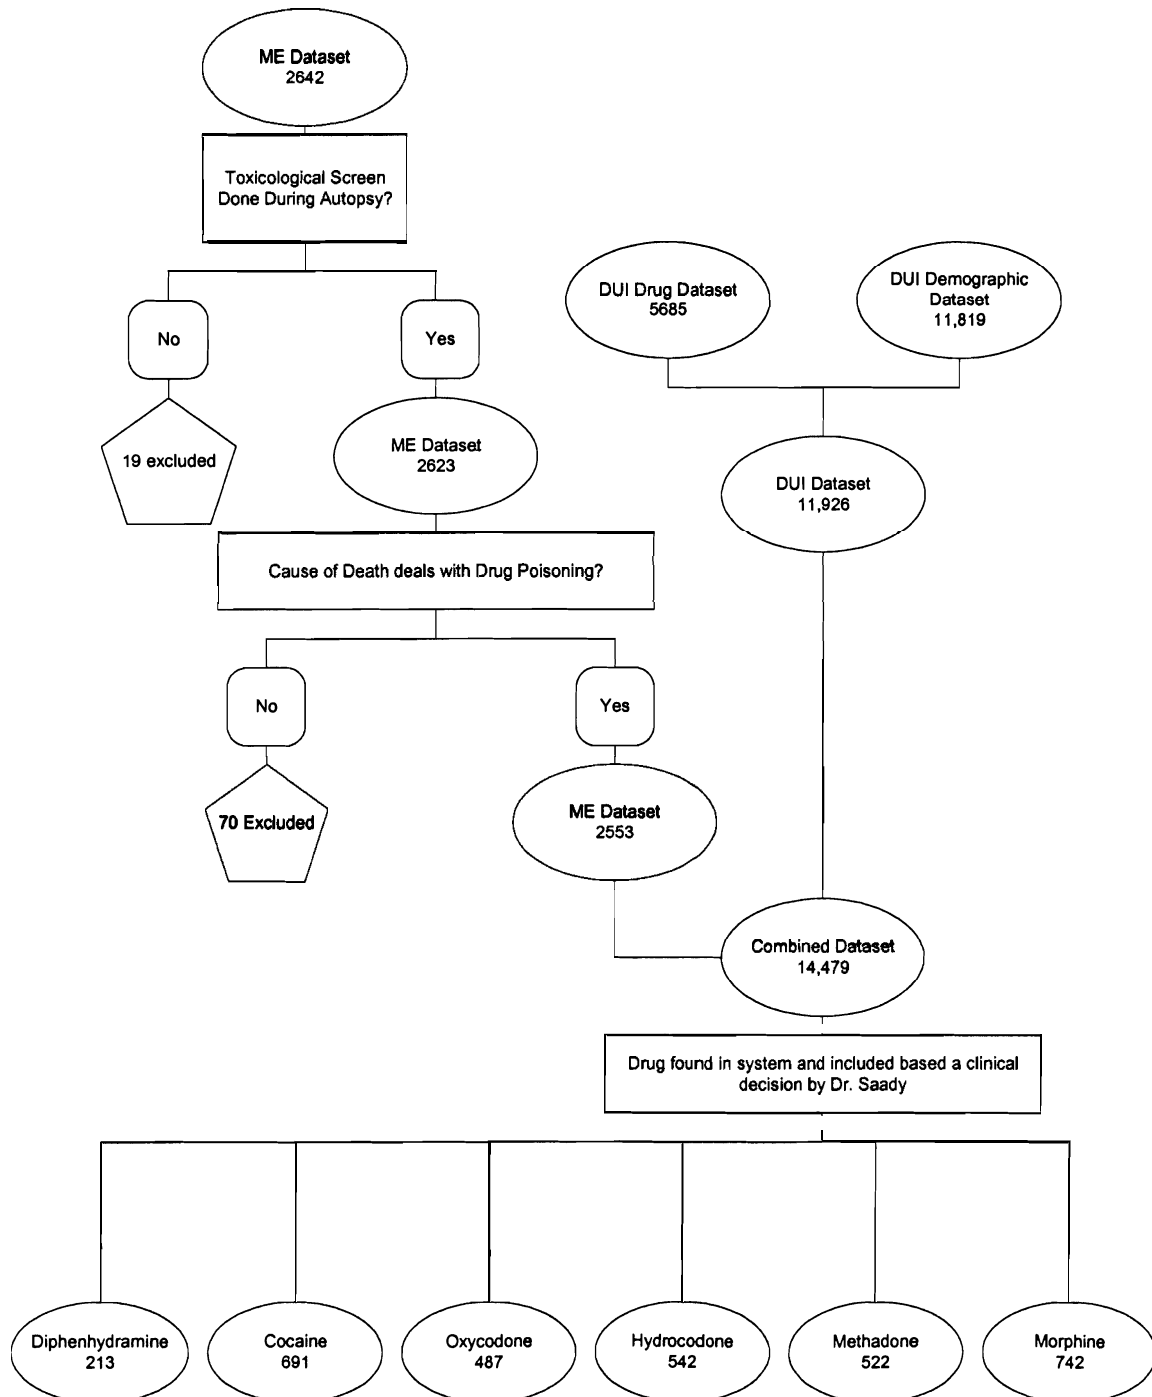 ME Dataset
2642
Toxicological Screen
Done During Autopsy?
No
Yes
DUI Drug Dataset
5685
DUI Demographic
Dataset
11,819
19 excluded
ME Dataset
2623
DUI Dataset
11,926
Cause of Death deals with Drug Poisoning?
No
Yes
70 Excluded
ME Dataset
2553
Combined Dataset
14,479
Drug found in system and included based a clinical
decision by Dr. Saady
Diphenhydramine
213
Cocaine
691
Oxycodone
487
Hydrocodone
542
Methadone
522
Morphine
742